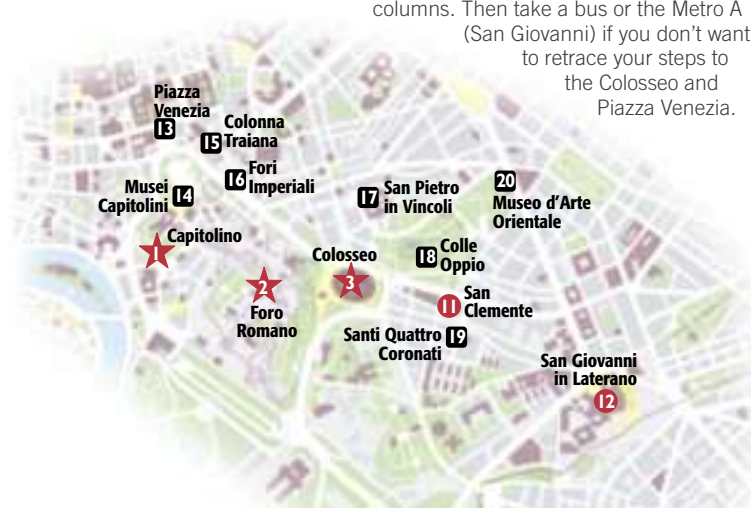 columns. Then take a bus or the Metro A
(San Giovanni) if you don’t want
to retrace your steps to
the Colosseo and
Piazza Venezia.
Piazza
Venezia
13
15
Colonna
Traiana
16
Fori
Imperiali
Musei
Capitolini
14
17
San Pietro
in Vincoli
20
Museo d’Arte
Orientale
Capitolino
1
Colosseo
3
18
Colle
Oppio
2
Foro
Romano
11
San
Clemente
Santi Quattro
Coronati
19
San Giovanni
in Laterano
12